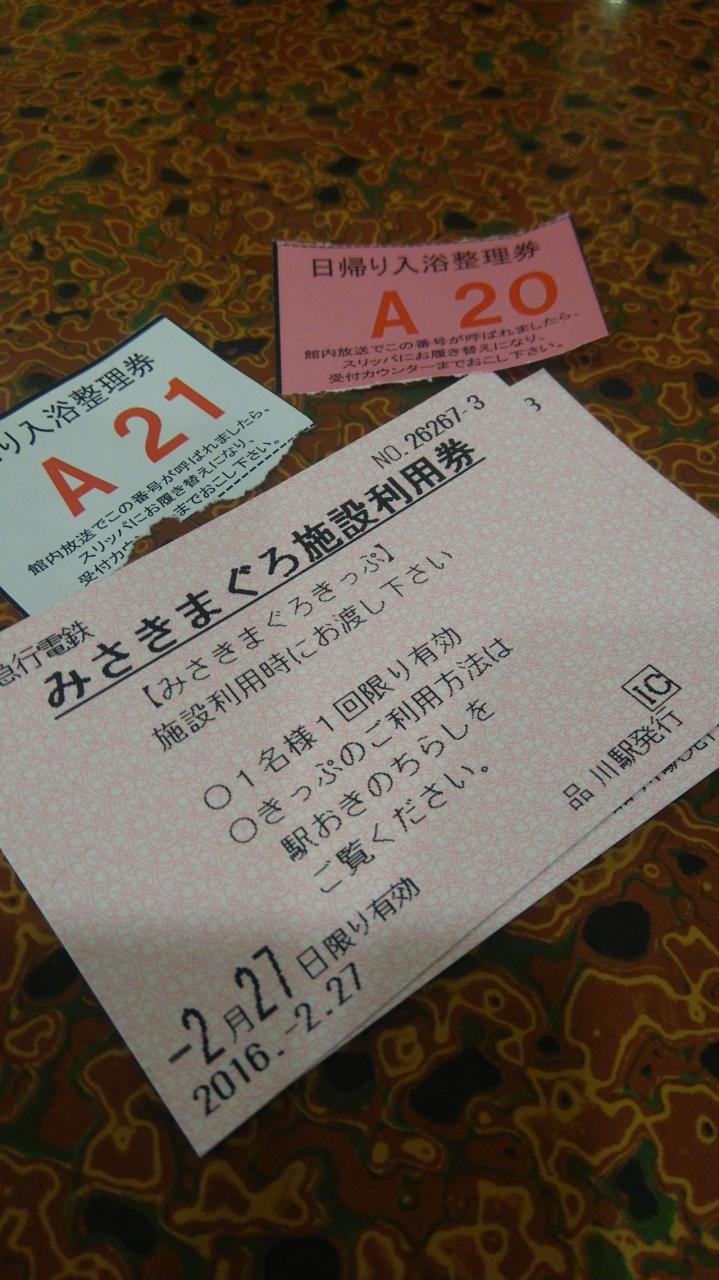 日帰り入浴整理券
A 20
館内放送でこの番号が呼ばれましたら、
スリッパにお履き替えになり、
受付カウンターまでおこし下さい。
り入浴整理券
A 21
館内放送でこの番号が呼ばれましたら、
スリッパにお履き替えになり
受付カウン までおこし下さい。
NO.26267-3
3
急行電鉄
みさきまぐろ施設利用券
【みさきまぐろきっぷ】
施設利用時にお渡し下さい
○1名様1回限り有効
○きっぷのご利用方法は
駅おきのちらしを
ご覧ください。
IC
品川駅発行
-2月27日限り有効
2016.-2.27